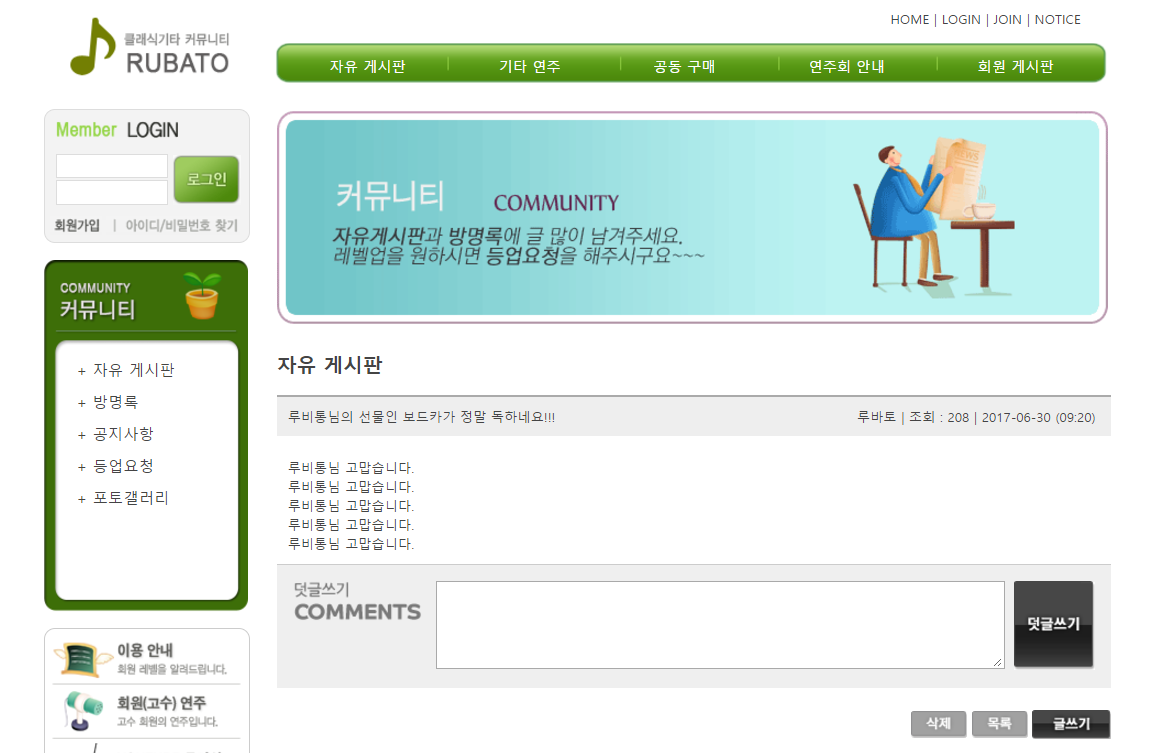 클래식기타 커뮤니티
RUBATO
HOME | LOGIN | JOIN | NOTICE
자유 게시판 기타 연주 공동 구매 연주회 안내 회원 게시판
Member LOGIN
로그인
회원가입 | 아이디/비밀번호 찾기
COMMUNITY
커뮤니티
+ 자유 게시판
+ 방명록
+ 공지사항
+ 등업요청
+ 포토갤러리
이용 안내
회원 레벨을 알려드립니다.
회원(고수) 연주
고수 회원의 연주입니다.
커뮤니티 COMMUNITY
자유게시판과 방명록에 글 많이 남겨주세요.
레벨업을 원하시면 등업요청을 해주시구요~~~
NEWS
자유 게시판
루비통님의 선물인 보드카가 정말 독하네요!!! 루바토 | 조회 : 208 | 2017-06-30 (09:20)
루비통님 고맙습니다.
루비통님 고맙습니다.
루비통님 고맙습니다.
루비통님 고맙습니다.
루비통님 고맙습니다.
덧글쓰기
COMMENTS
덧글쓰기
삭제 목록 글쓰기